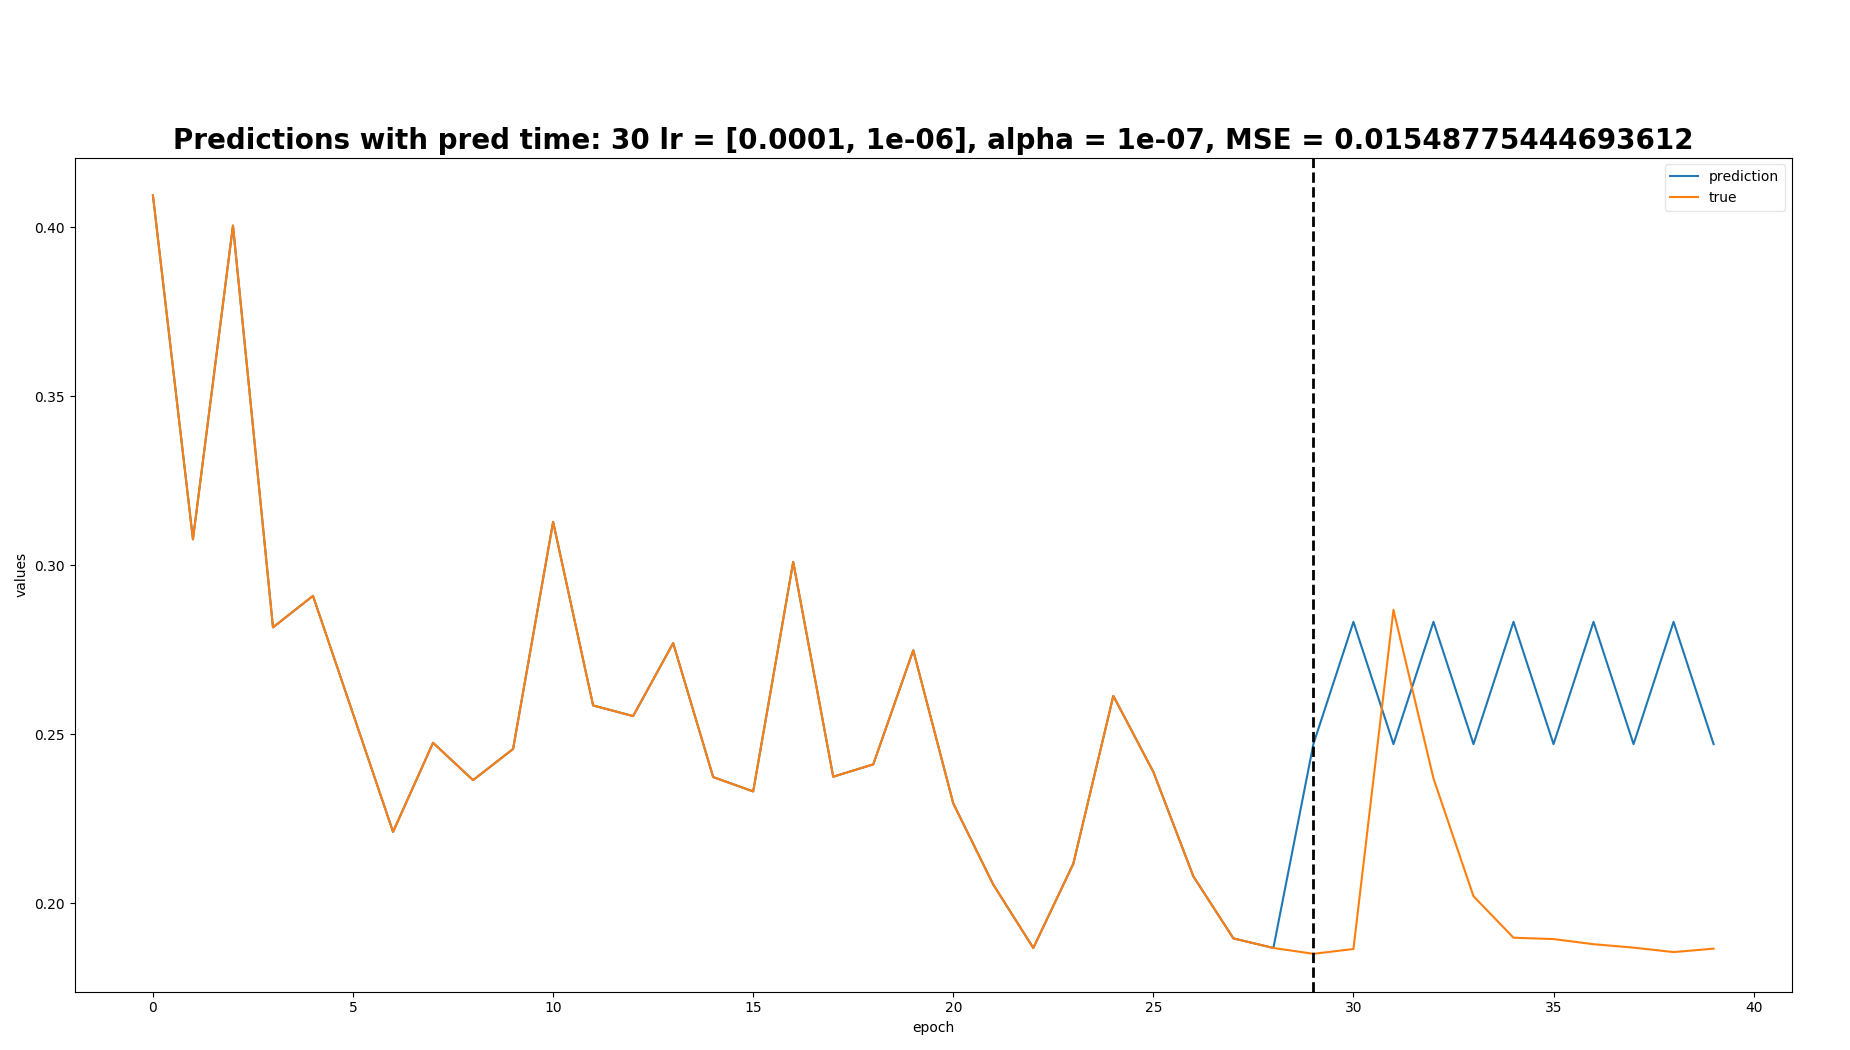 Predictions with pred time: 30 lr = [0.0001, 1e-06], alpha = 1e-07, MSE = 0.01548775444693612
prediction
true
0.40
0.35
0.30
0.25
0.20
values
0 5 10 15 20 25 30 35 40
epoch